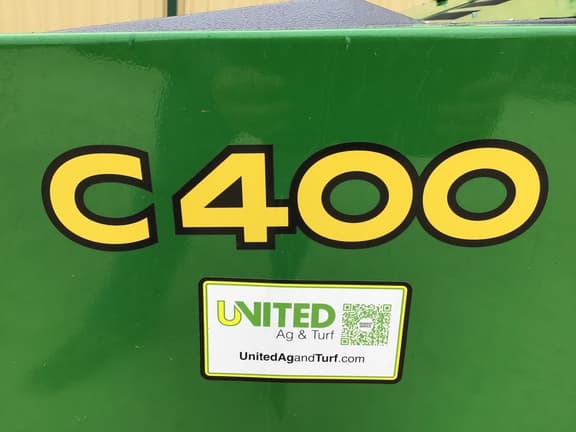 C400
UNITED
Ag & Turf
UnitedAgandTurf.com